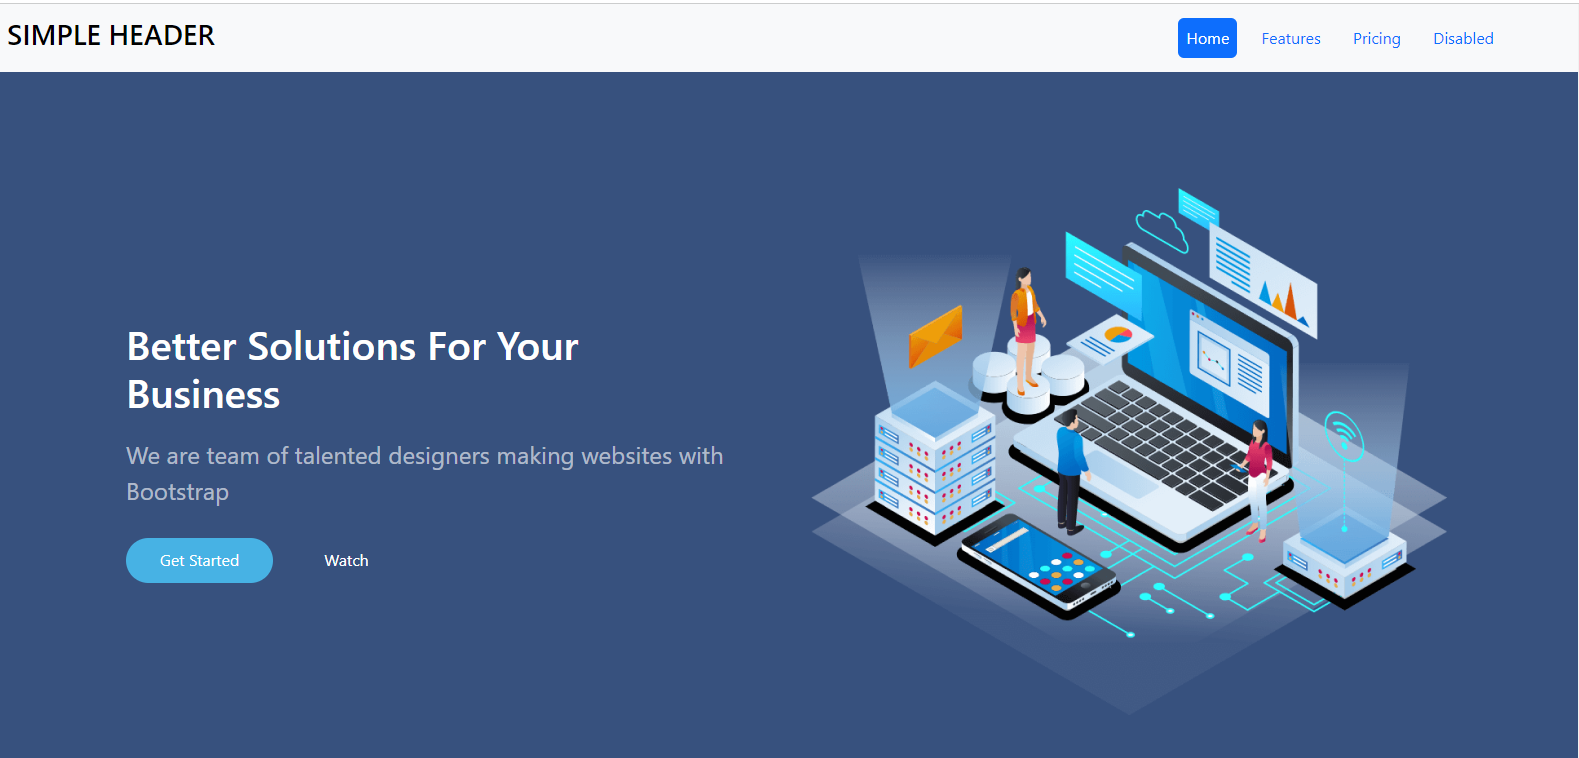 SIMPLE HEADER
Home Features Pricing Disabled
Better Solutions For Your
Business
We are team of talented designers making websites with
Bootstrap
Get Started Watch